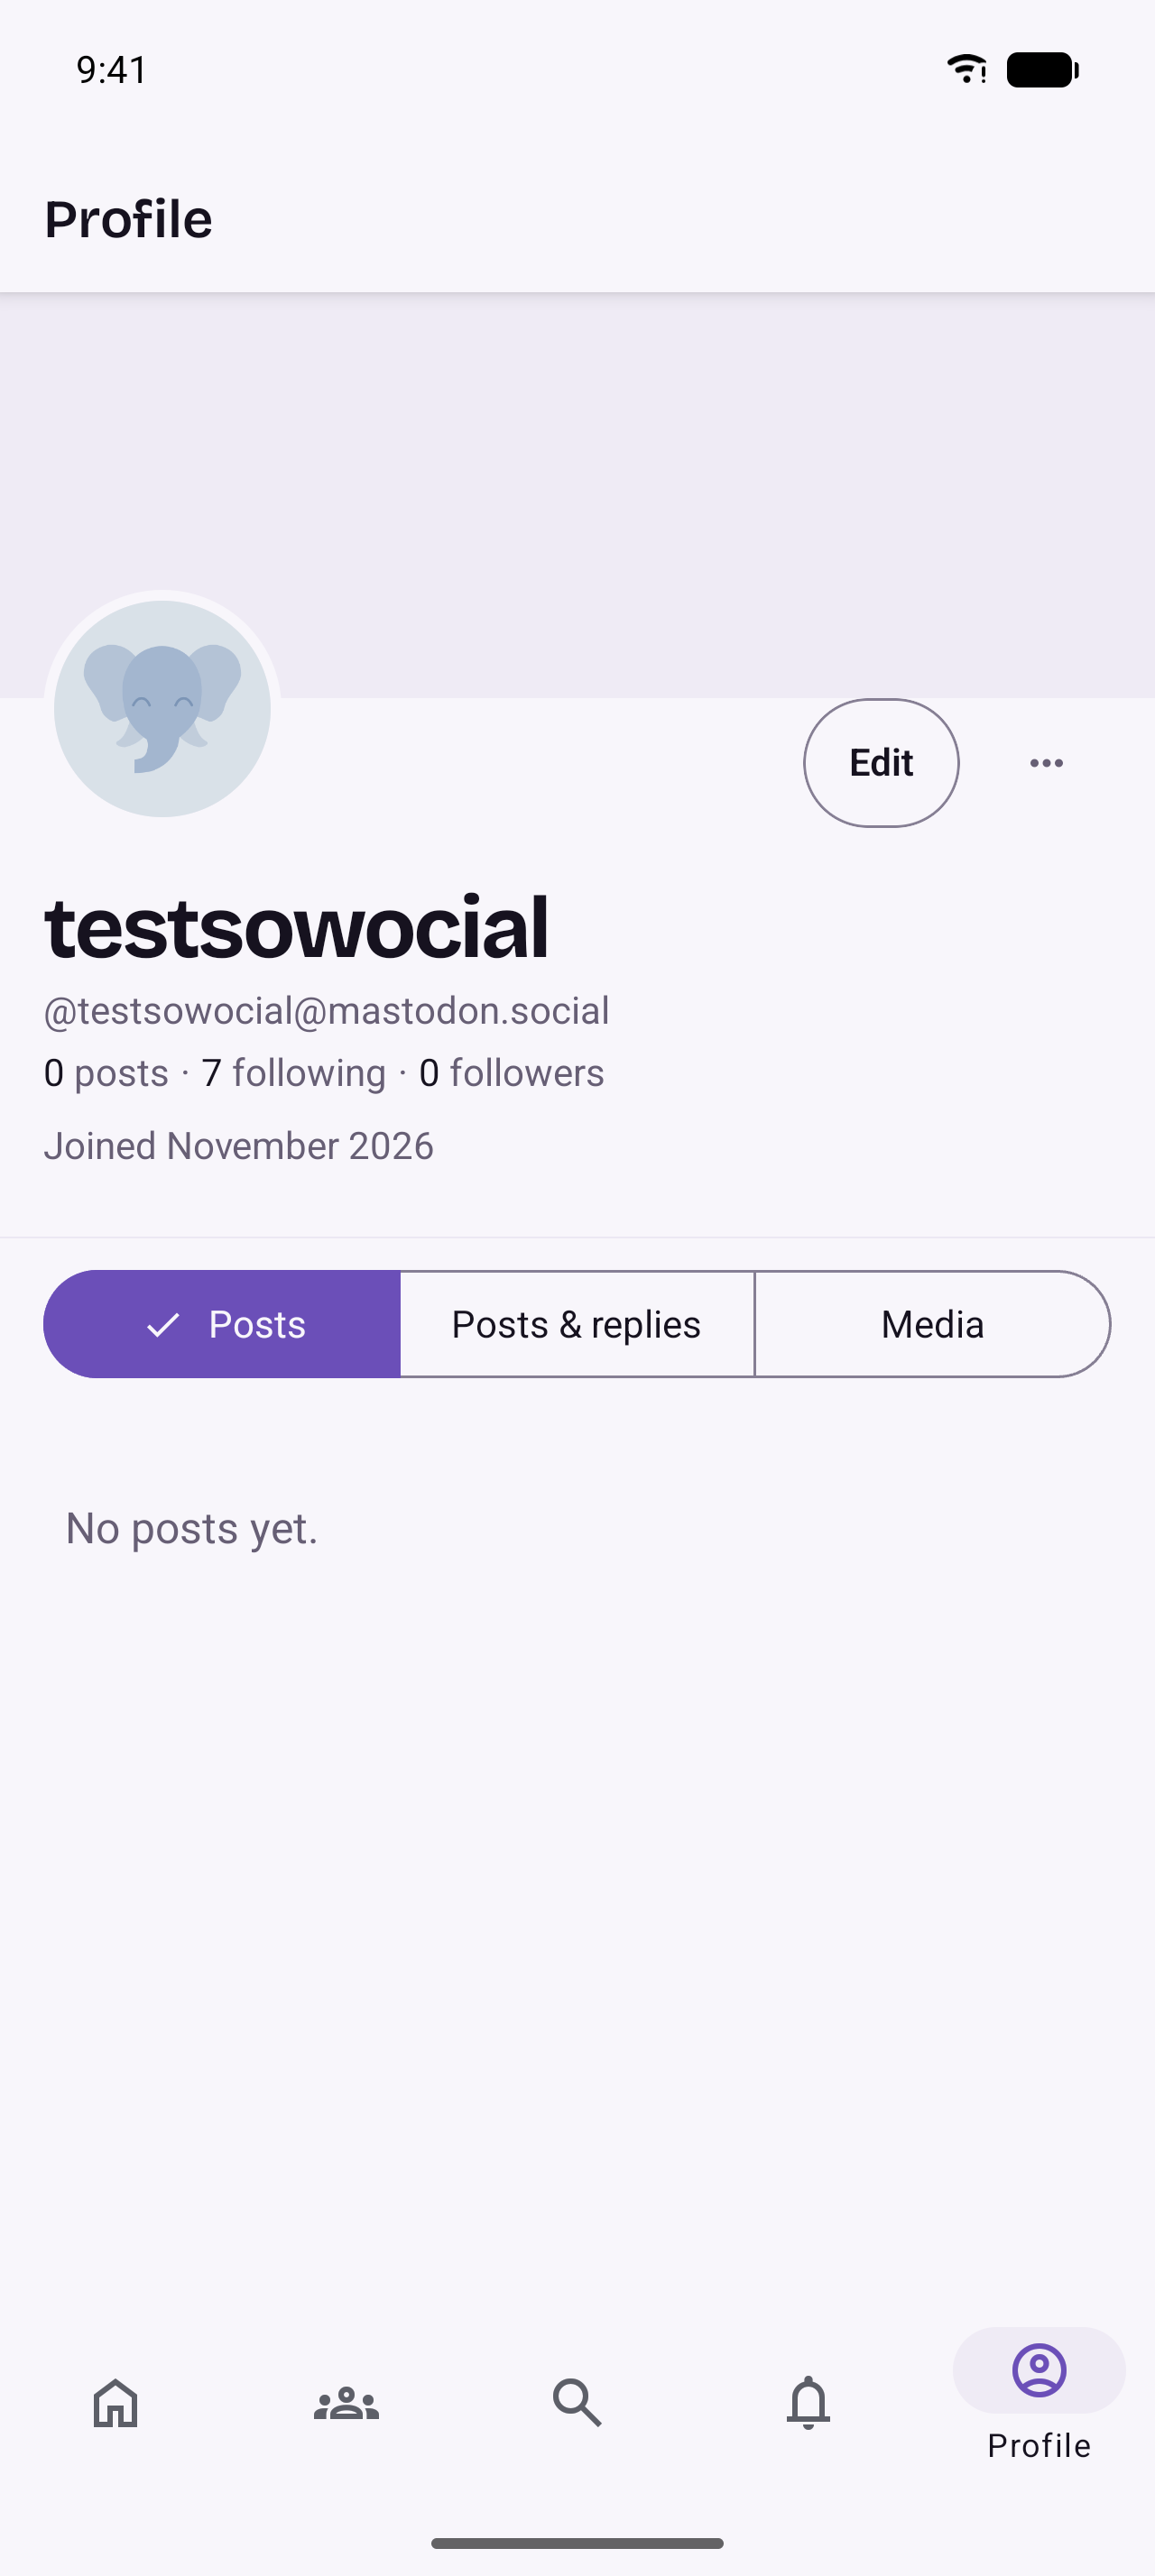 9:41
Profile
Edit
testsowocial
@testsowocial@mastodon.social
0 posts · 7 following · 0 followers
Joined November 2026
Posts
Posts & replies
Media
No posts yet.
Profile